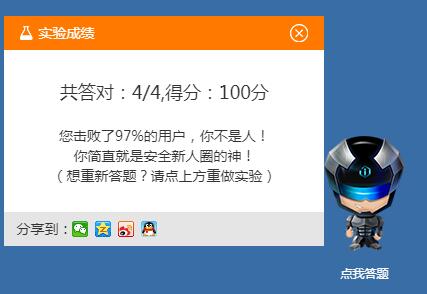 实验成绩
共答对：4/4,得分：100分
您击败了97%的用户，你不是人！
你简直就是安全新人圈的神！
（想重新答题？请点上方重做实验）
分享到：
点我答题